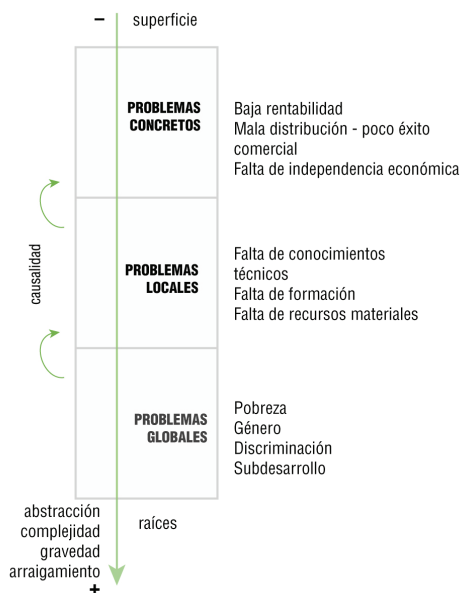 – superficie
PROBLEMAS
CONCRETOS
Baja rentabilidad
Mala distribución - poco éxito
comercial
Falta de independencia económica
causalidad
PROBLEMAS
LOCALES
Falta de conocimientos
técnicos
Falta de formación
Falta de recursos materiales
PROBLEMAS
GLOBALES
Pobreza
Género
Discriminación
Subdesarrollo
abstracción
complejidad
gravedad
arraigamiento
+
raíces